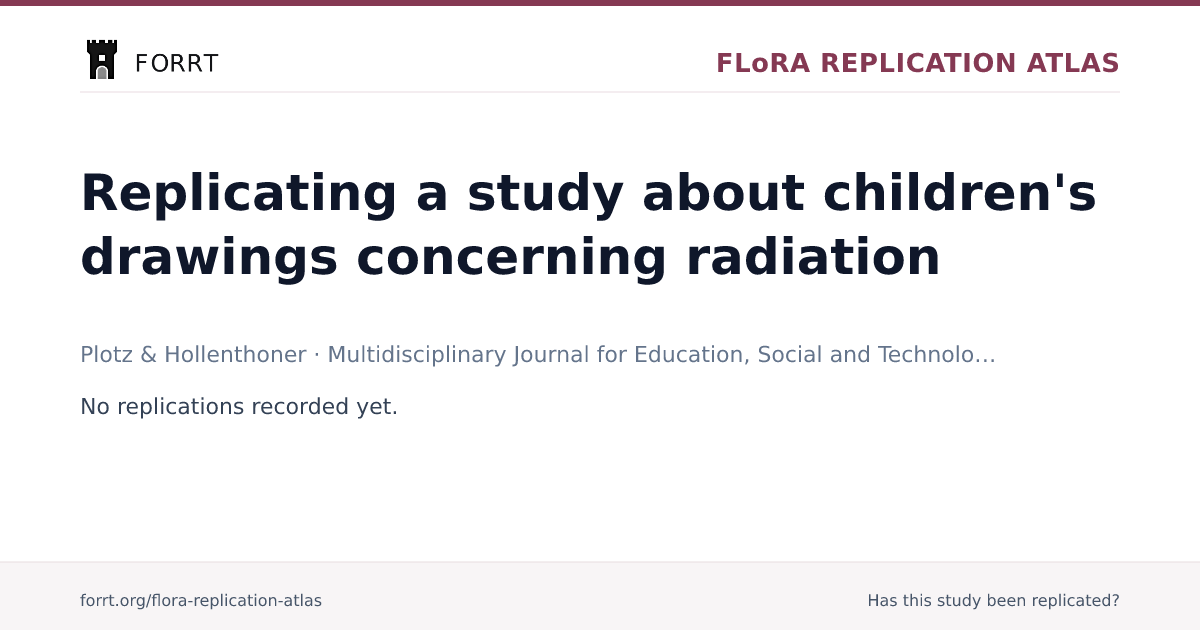 FORRT
FLoRA REPLICATION ATLAS
Replicating a study about children's
drawings concerning radiation
Plotz & Hollenthoner · Multidisciplinary Journal for Education, Social and Technolo…
No replications recorded yet.
forrt.org/flora-replication-atlas
Has this study been replicated?